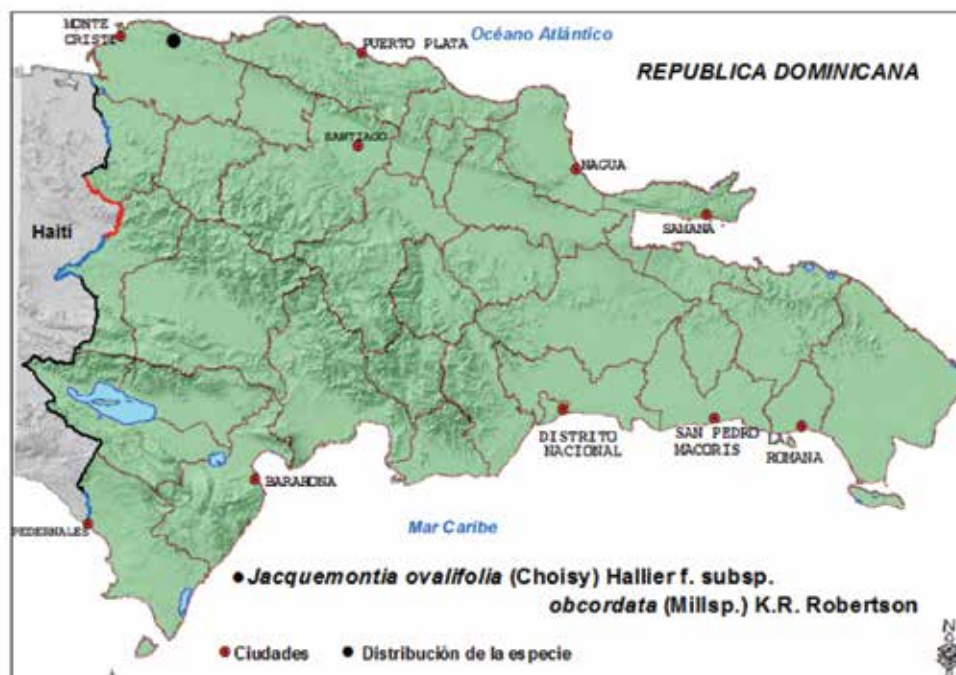 MONTE
CRISTI
PUERTO PLATA
Océano Atlántico
REPUBLICA DOMINICANA
SANTIAGO
NAGUA
SAMANA
Haití
DISTRITO
NACIONAL
SAN PEDRO
MACORIS
LA
ROMANA
BARAHONA
PEDERNALES
Mar Caribe
● Jacquemontia ovalifolia (Choisy) Hallier f. subsp.
obcordata (Millsp.) K.R. Robertson
● Ciudades ● Distribución de la especie
N